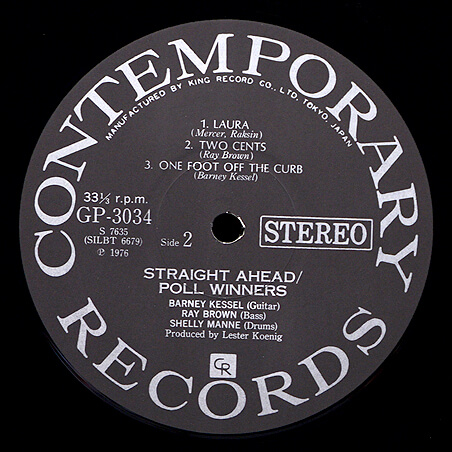 CONTEMPORARY
MANUFACTURED BY KING RECORD CO., LTD. TOKYO, JAPAN
1. LAURA
(Mercer, Raksin)
2. TWO CENTS
(Ray Brown)
3. ONE FOOT OFF THE CURB
(Barney Kessel)
33⅓ r.p.m.
GP-3034
S 7635
(SILBT 6679)
℗ 1976
Side 2
STEREO
STRAIGHT AHEAD/
POLL WINNERS
BARNEY KESSEL (Guitar)
RAY BROWN (Bass)
SHELLY MANNE (Drums)
Produced by Lester Koenig
CR
RECORDS